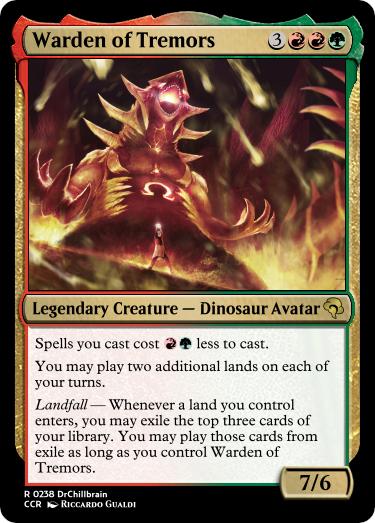 Warden of Tremors 3
Legendary Creature — Dinosaur Avatar
Spells you cast cost less to cast.
You may play two additional lands on each of
your turns.
Landfall — Whenever a land you control
enters, you may exile the top three cards of
your library. You may play those cards from
exile as long as you control Warden of
Tremors.
7/6
R 0238 DrChillbrain
CCR Riccardo Gualdi